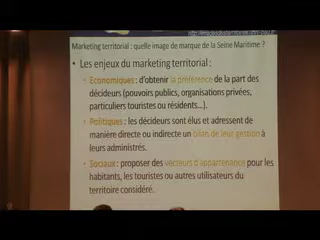 Marketing territorial : quelle image de marque de la Seine Maritime ?
• Les enjeux du marketing territorial :
• Economiques : d'obtenir la préférence de la part des
décideurs (pouvoirs publics, organisations privées,
particuliers touristes ou résidents...).
• Politiques : les décideurs sont élus et adressent de
manière directe ou indirecte un bilan de leur gestion à
leurs administrés.
• Sociaux : proposer des vecteurs d'appartenance pour les
habitants, les touristes ou autres utilisateurs du
territoire considéré.